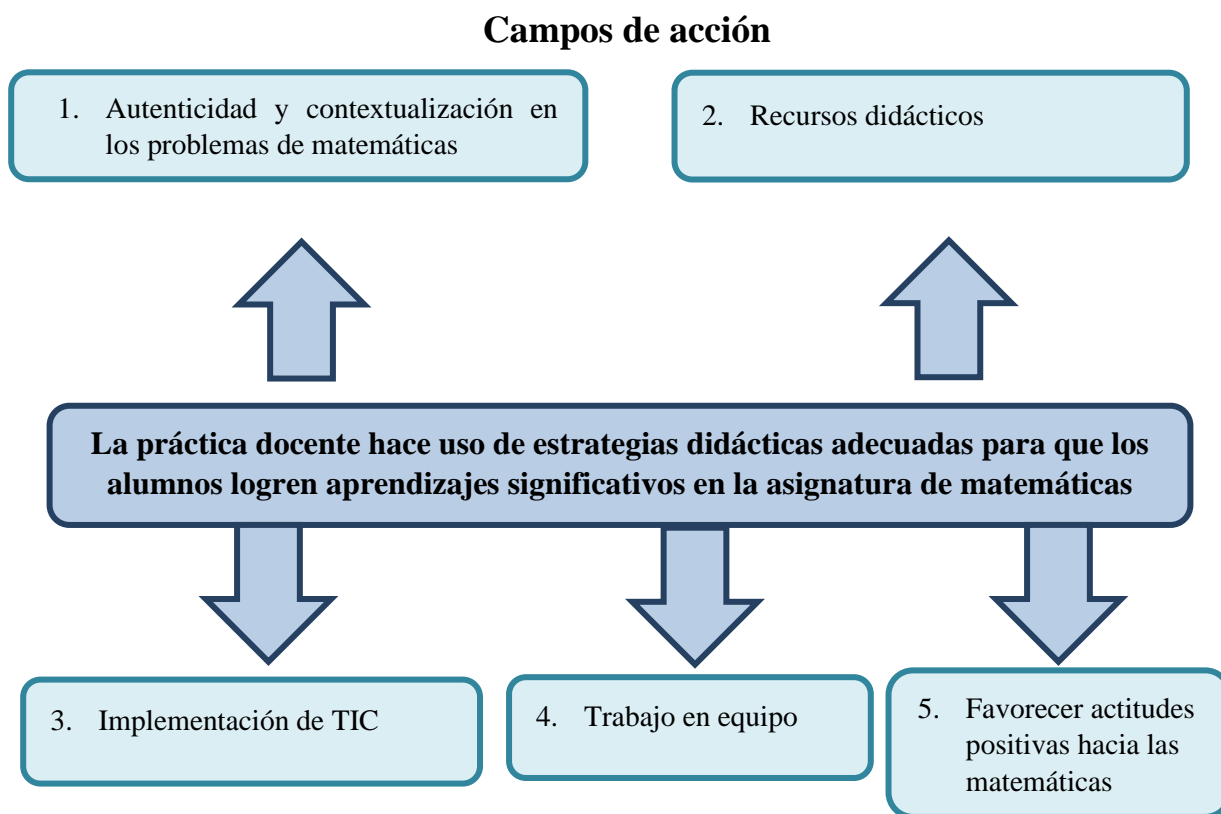 Campos de acción
1. Autenticidad y contextualización en
los problemas de matemáticas
2. Recursos didácticos
La práctica docente hace uso de estrategias didácticas adecuadas para que los
alumnos logren aprendizajes significativos en la asignatura de matemáticas
3. Implementación de TIC
4. Trabajo en equipo
5. Favorecer actitudes
positivas hacia las
matemáticas